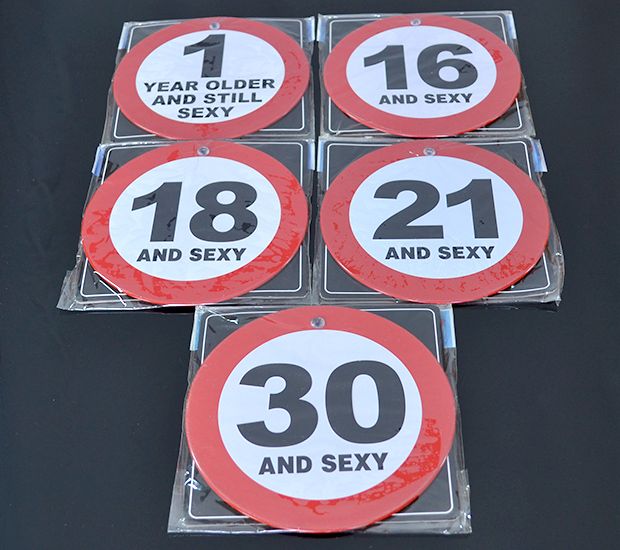 1
YEAR OLDER
AND STILL
SEXY
16
AND SEXY
18
AND SEXY
21
AND SEXY
30
AND SEXY